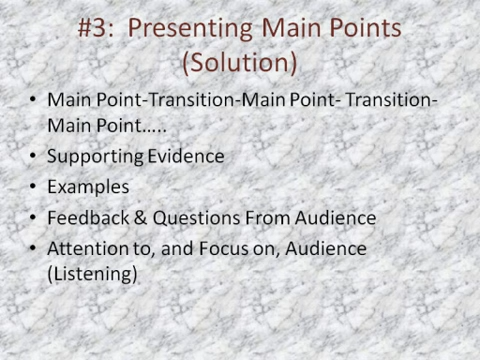 #3:  Presenting Main Points
(Solution)
• Main Point-Transition-Main Point- Transition-
Main Point…..
• Supporting Evidence
• Examples
• Feedback & Questions From Audience
• Attention to, and Focus on, Audience
(Listening)